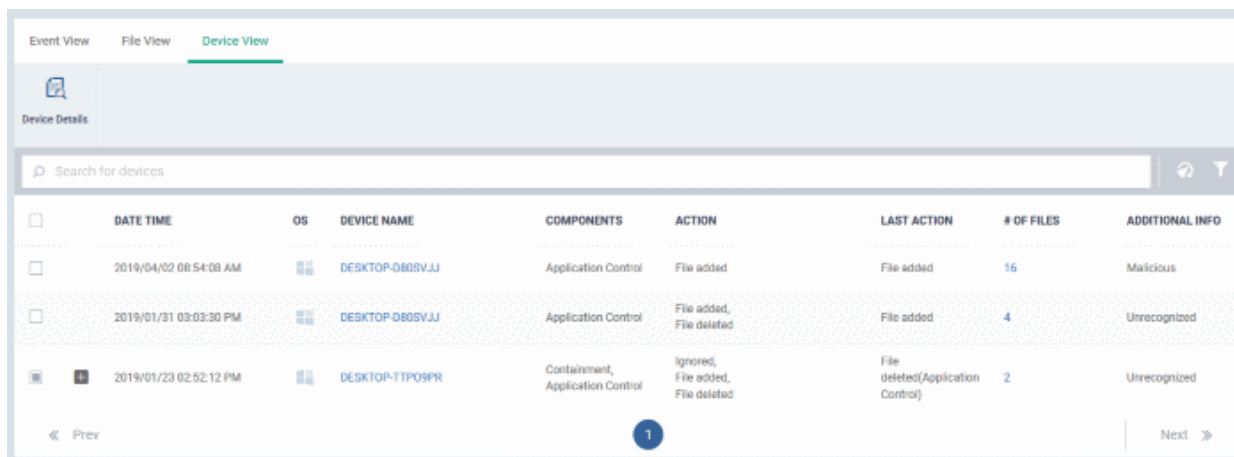 Event View File View Device View
Device Details
Search for devices
DATE TIME OS DEVICE NAME COMPONENTS ACTION LAST ACTION # OF FILES ADDITIONAL INFO
2019/04/02 08:54:08 AM DESKTOP-D80SVJJ Application Control File added File added 16 Malicious
2019/01/31 03:03:30 PM DESKTOP-D80SVJJ Application Control File added, File deleted File added 4 Unrecognized
2019/01/23 02:52:12 PM DESKTOP-TTPO9PR Containment, Application Control Ignored, File added, File deleted File deleted(Application Control) 2 Unrecognized
Prev 1 Next